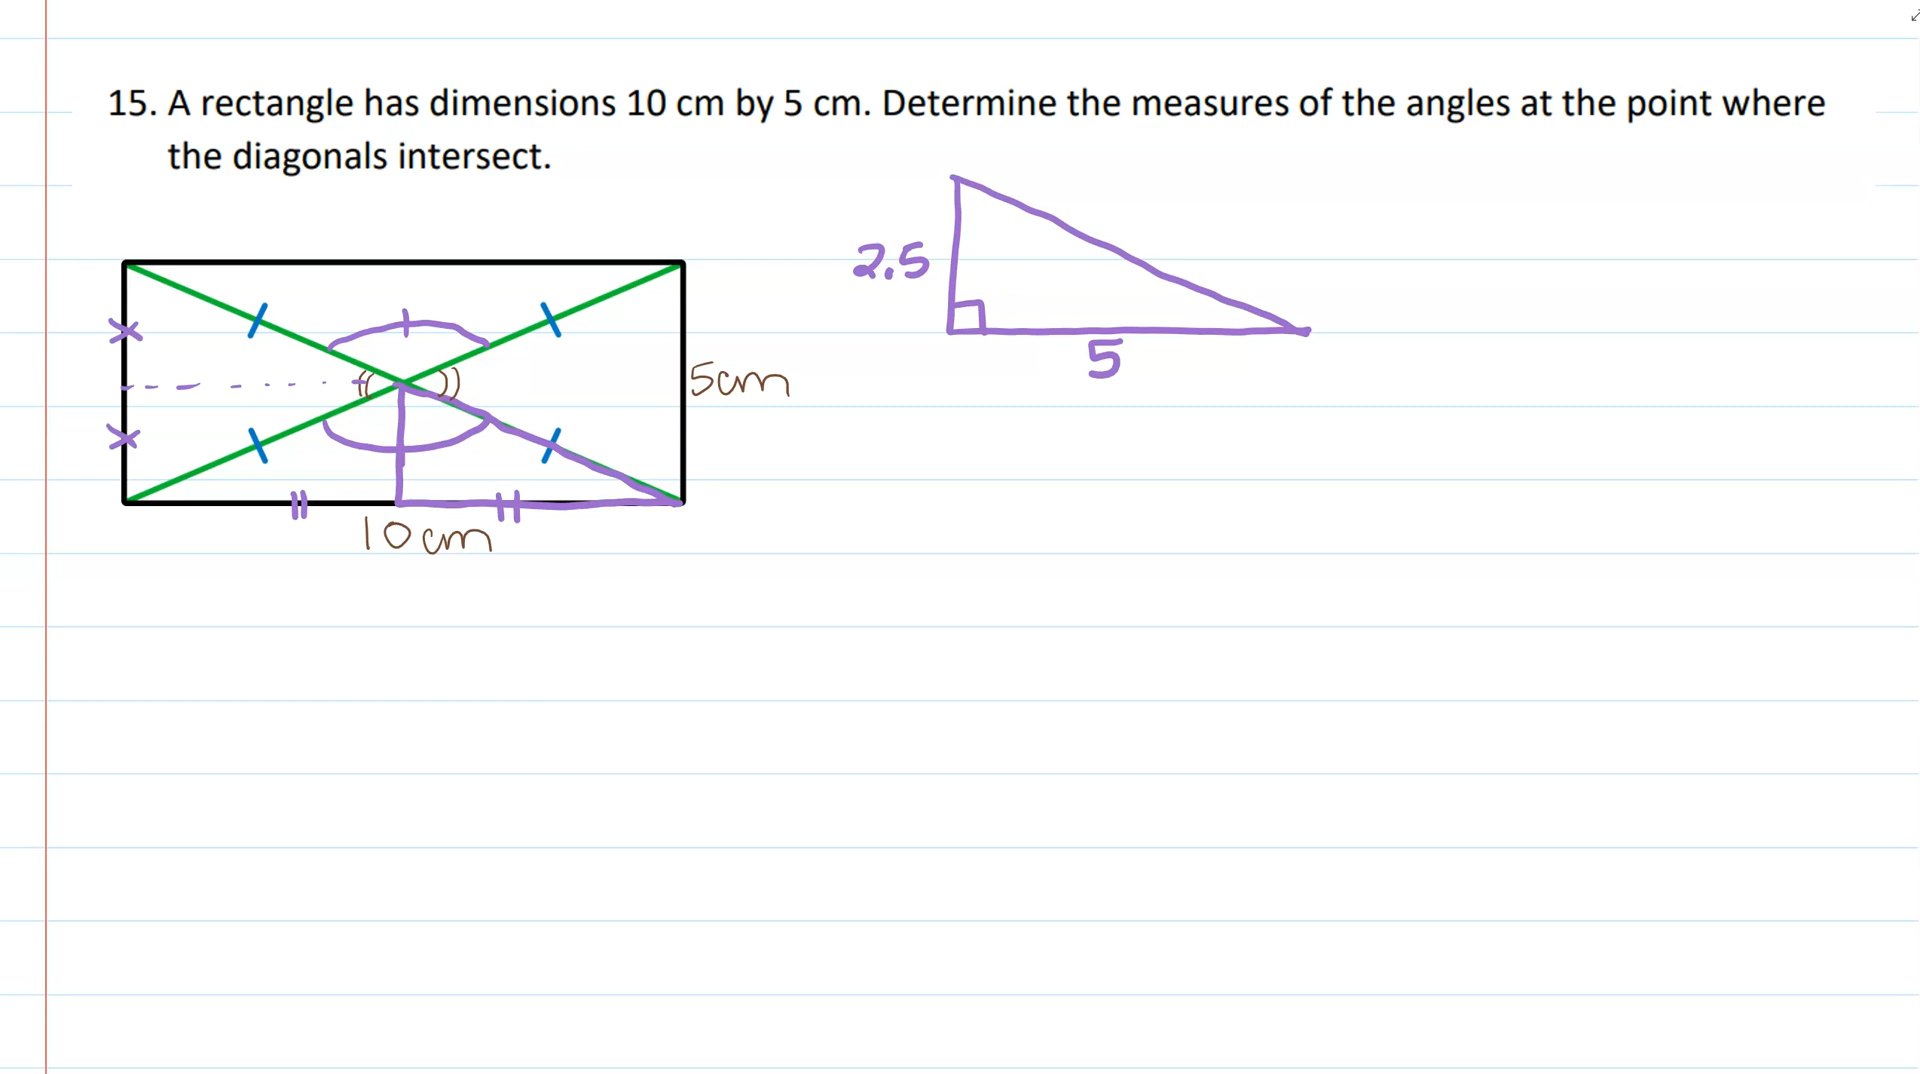 15. A rectangle has dimensions 10 cm by 5 cm. Determine the measures of the angles at the point where
the diagonals intersect.
2.5
5
5cm
10cm